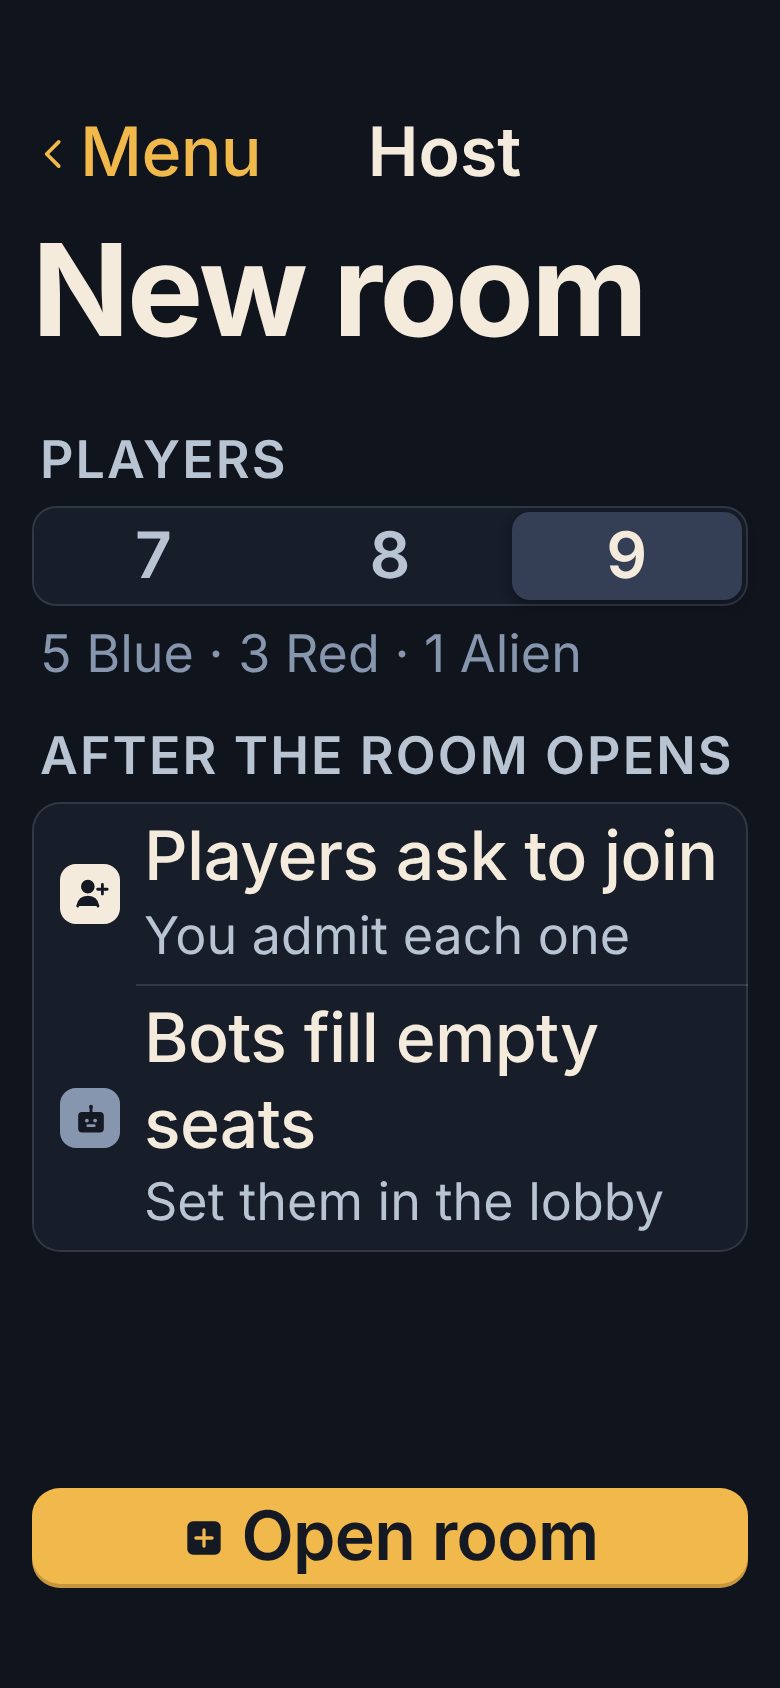 Menu
Host
New room
PLAYERS
7 8 9
5 Blue · 3 Red · 1 Alien
AFTER THE ROOM OPENS
Players ask to join
You admit each one
Bots fill empty
seats
Set them in the lobby
Open room